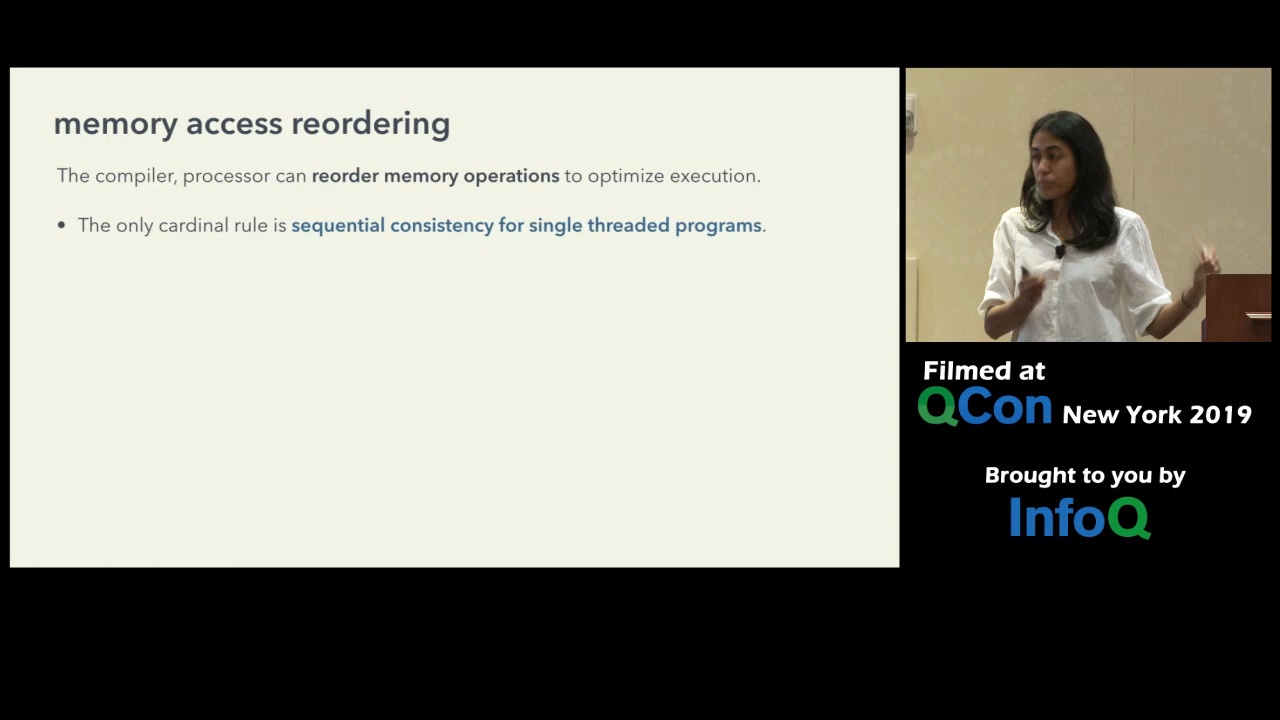 memory access reordering
The compiler, processor can reorder memory operations to optimize execution.
• The only cardinal rule is sequential consistency for single threaded programs.
Filmed at
QCon New York 2019
Brought to you by
InfoQ